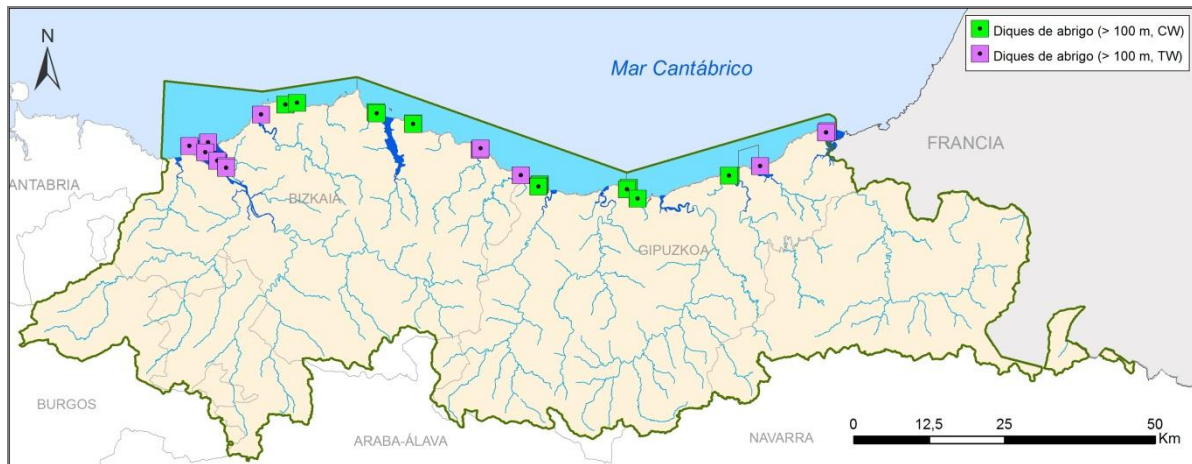 N
Diques de abrigo (> 100 m, CW)
Diques de abrigo (> 100 m, TW)
Mar Cantábrico
FRANCIA
ANTABRIA
BIZKAIA
GIPUZKOA
BURGOS
ARABA-ÁLAVA
NAVARRA
0 12,5 25 50
Km